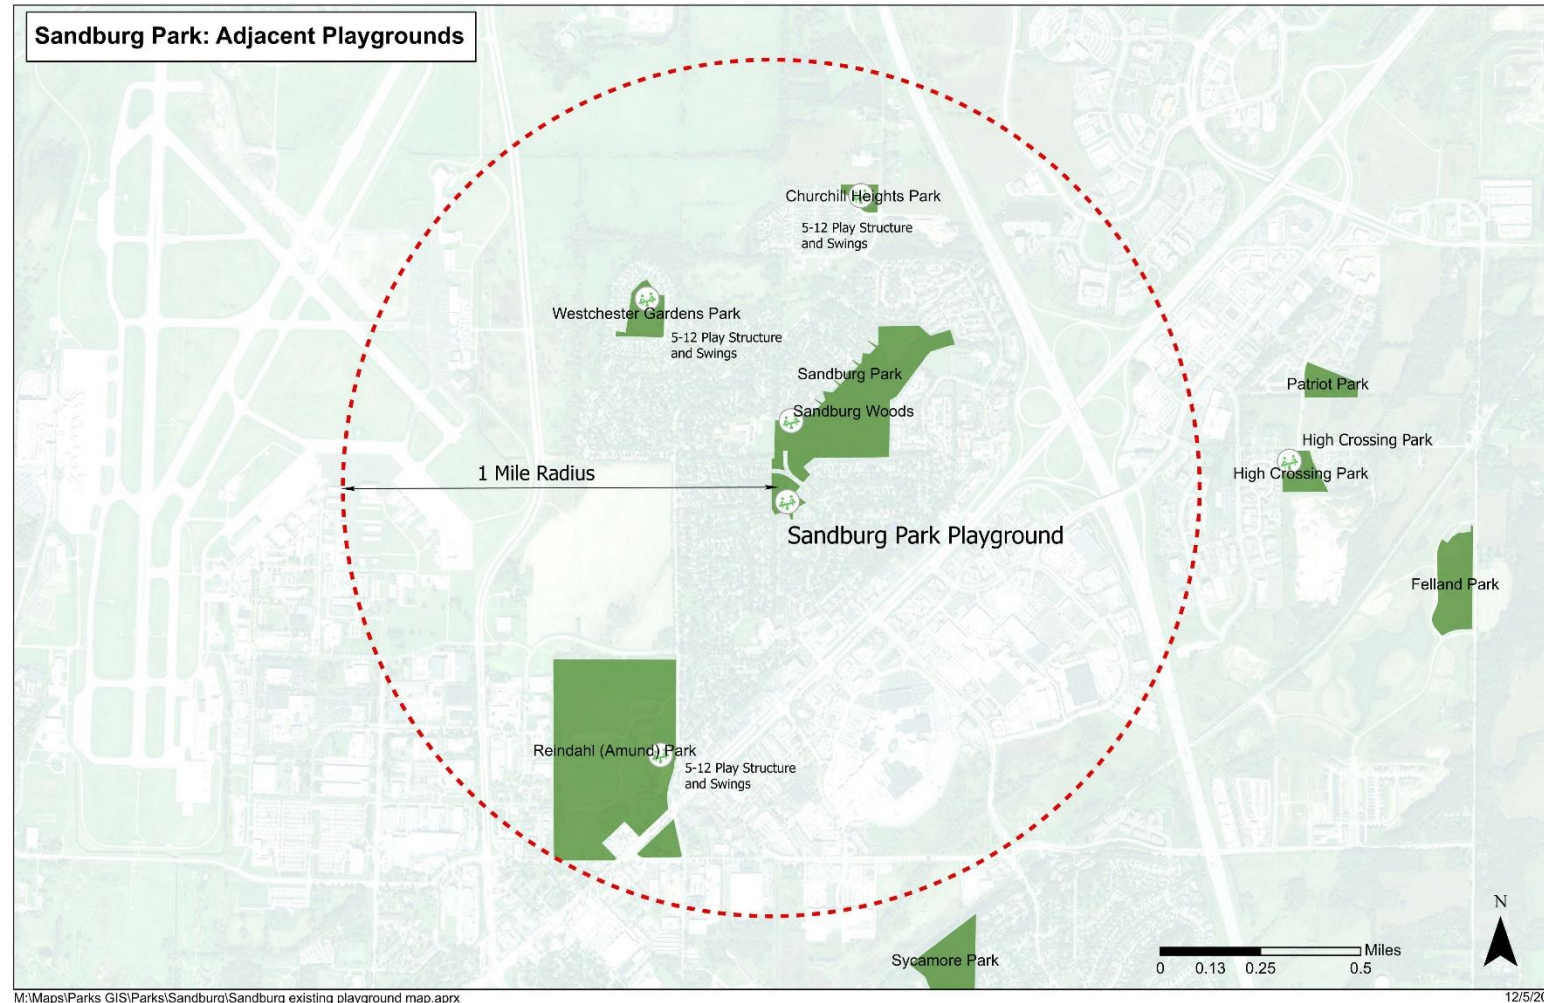 Sandburg Park: Adjacent Playgrounds
Churchill Heights Park
5-12 Play Structure
and Swings
Westchester Gardens Park
5-12 Play Structure
and Swings
Sandburg Park
Sandburg Woods
Patriot Park
High Crossing Park
High Crossing Park
1 Mile Radius
Sandburg Park Playground
Felland Park
Reindahl (Amund) Park
5-12 Play Structure
and Swings
Sycamore Park
N
Miles
0 0.13 0.25 0.5
M:\Maps\Parks GIS\Parks\Sandburg\Sandburg existing playground map.aprx
12/5/20